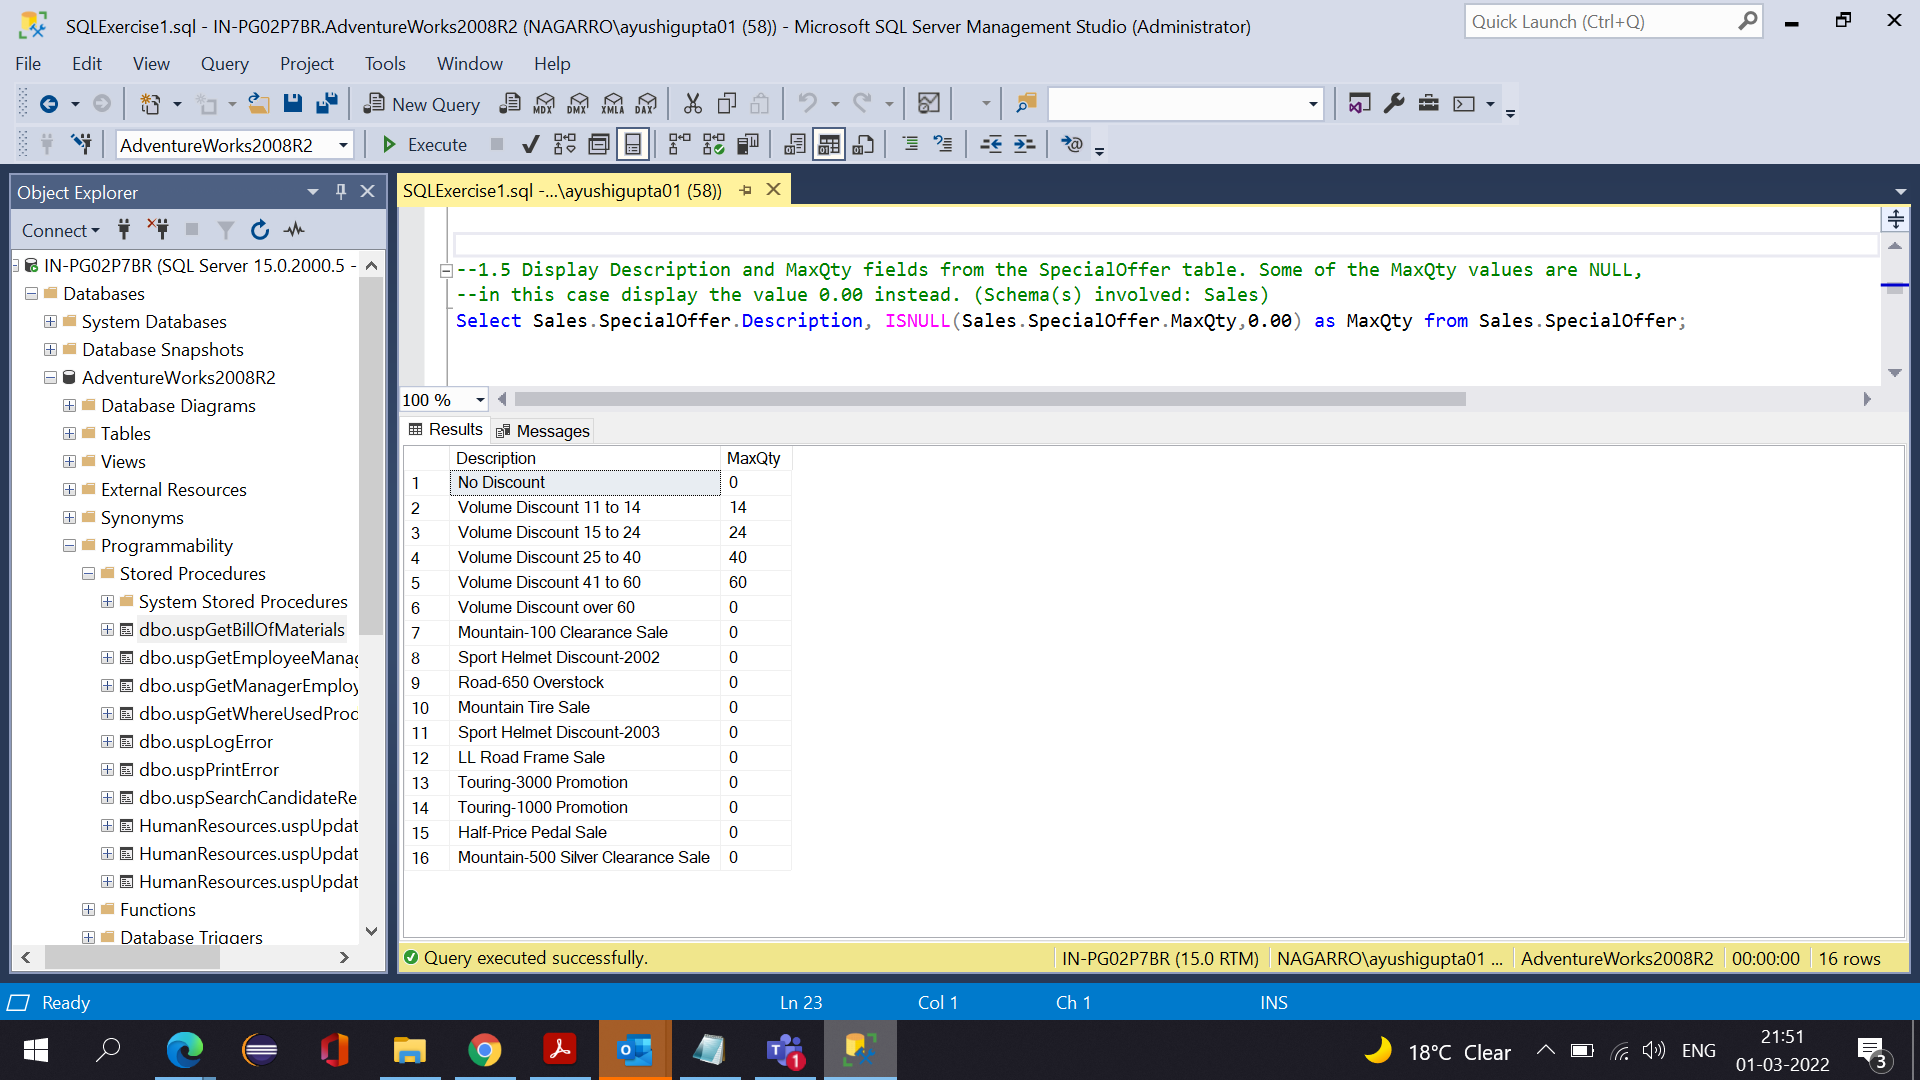 SQLExercise1.sql - IN-PG02P7BR.AdventureWorks2008R2 (NAGARRO\ayushigupta01 (58)) - Microsoft SQL Server Management Studio (Administrator)
Quick Launch (Ctrl+Q)
File Edit View Query Project Tools Window Help
New Query MDX DMX XMLA DAX
AdventureWorks2008R2 Execute
Object Explorer
Connect
IN-PG02P7BR (SQL Server 15.0.2000.5 -
Databases
System Databases
Database Snapshots
AdventureWorks2008R2
Database Diagrams
Tables
Views
External Resources
Synonyms
Programmability
Stored Procedures
System Stored Procedures
dbo.uspGetBillOfMaterials
dbo.uspGetEmployeeManag
dbo.uspGetManagerEmploy
dbo.uspGetWhereUsedProd
dbo.uspLogError
dbo.uspPrintError
dbo.uspSearchCandidateRe
HumanResources.uspUpdat
HumanResources.uspUpdat
HumanResources.uspUpdat
Functions
Database Triggers
SQLExercise1.sql -...\ayushigupta01 (58))
--1.5 Display Description and MaxQty fields from the SpecialOffer table. Some of the MaxQty values are NULL,
--in this case display the value 0.00 instead. (Schema(s) involved: Sales)
Select Sales.SpecialOffer.Description, ISNULL(Sales.SpecialOffer.MaxQty,0.00) as MaxQty from Sales.SpecialOffer;
100 %
Results Messages
Description MaxQty
1 No Discount 0
2 Volume Discount 11 to 14 14
3 Volume Discount 15 to 24 24
4 Volume Discount 25 to 40 40
5 Volume Discount 41 to 60 60
6 Volume Discount over 60 0
7 Mountain-100 Clearance Sale 0
8 Sport Helmet Discount-2002 0
9 Road-650 Overstock 0
10 Mountain Tire Sale 0
11 Sport Helmet Discount-2003 0
12 LL Road Frame Sale 0
13 Touring-3000 Promotion 0
14 Touring-1000 Promotion 0
15 Half-Price Pedal Sale 0
16 Mountain-500 Silver Clearance Sale 0
Query executed successfully. IN-PG02P7BR (15.0 RTM) NAGARRO\ayushigupta01 ... AdventureWorks2008R2 00:00:00 16 rows
Ready Ln 23 Col 1 Ch 1 INS
1 18°C Clear ENG 21:51
01-03-2022 3